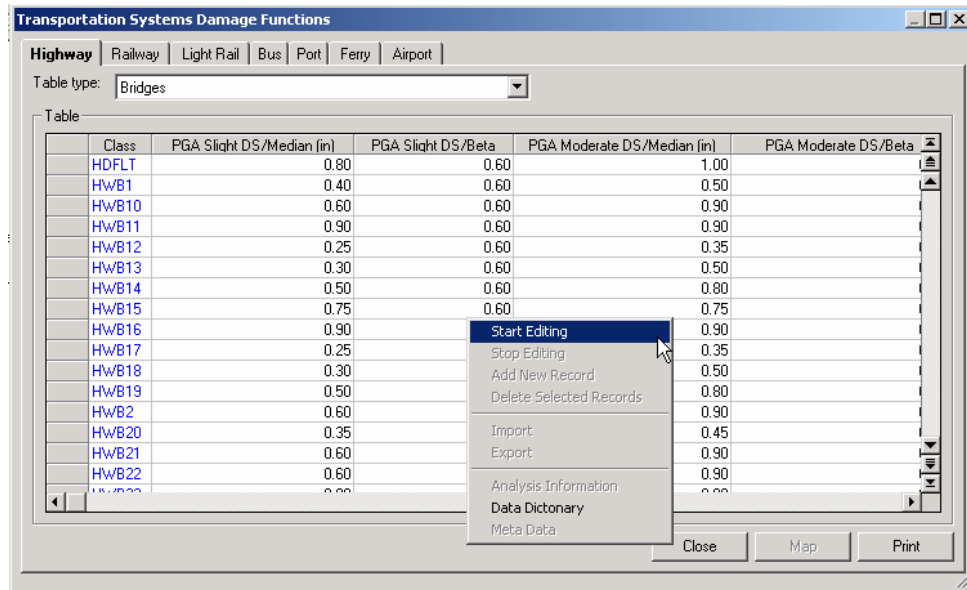 Transportation Systems Damage Functions
Highway Railway Light Rail Bus Port Ferry Airport
Table type: Bridges
Table
Class PGA Slight DS/Median (in) PGA Slight DS/Beta PGA Moderate DS/Median (in) PGA Moderate DS/Beta
HDFLT 0.80 0.60 1.00
HWB1 0.40 0.60 0.50
HWB10 0.60 0.60 0.90
HWB11 0.90 0.60 0.90
HWB12 0.25 0.60 0.35
HWB13 0.30 0.60 0.50
HWB14 0.50 0.60 0.80
HWB15 0.75 0.60 0.75
HWB16 0.90 0.90
HWB17 0.25 0.35
HWB18 0.30 0.50
HWB19 0.50 0.80
HWB2 0.60 0.90
HWB20 0.35 0.45
HWB21 0.60 0.90
HWB22 0.60 0.90
Start Editing
Stop Editing
Add New Record
Delete Selected Records
Import
Export
Analysis Information
Data Dictonary
Meta Data
Close Map Print